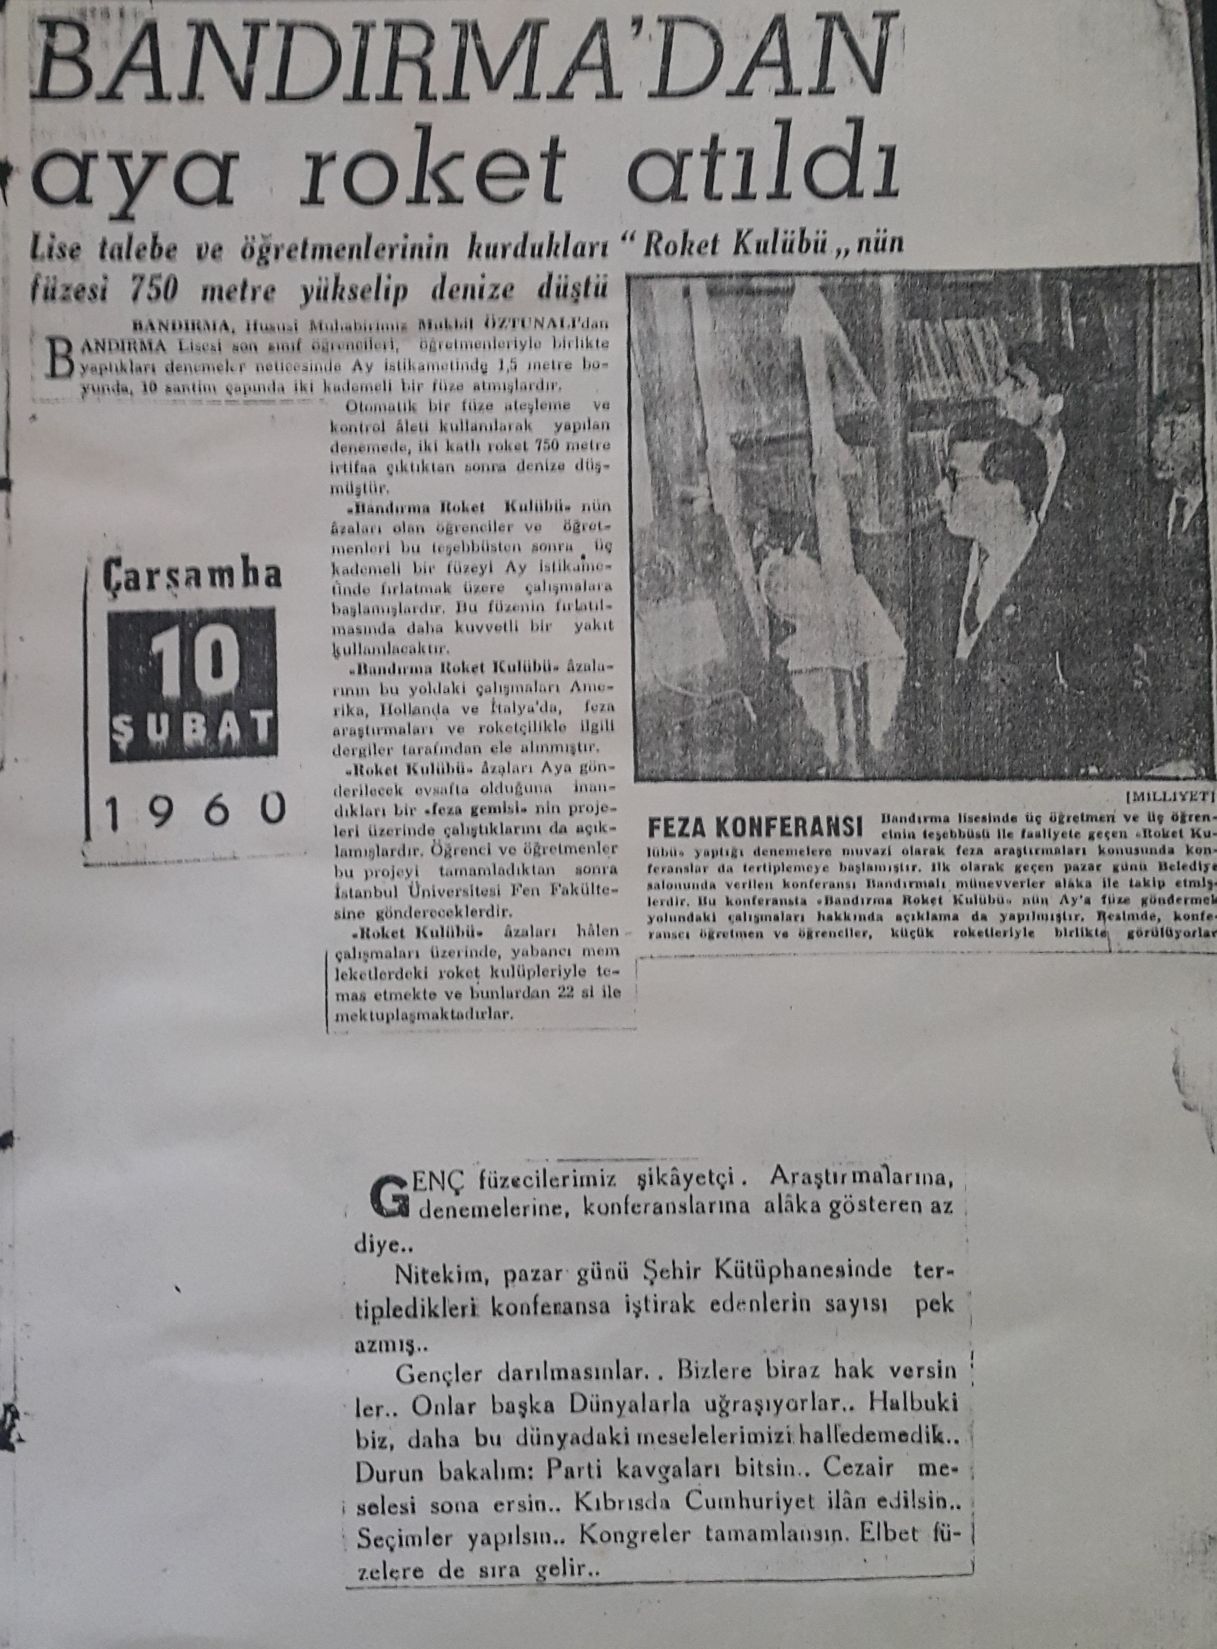 BANDIRMA'DAN
aya roket atıldı
Lise talebe ve öğretmenlerinin kurdukları “Roket Kulübü„nün
füzesi 750 metre yükselip denize düştü
BANDIRMA, Hususi Muhabirimiz Mukbil ÖZTUNALI'dan
BANDIRMA Lisesi son sınıf öğrencileri, öğretmenleriyle birlikte
yaptıkları denemeler neticesinde Ay istikametinde 1,5 metre bo-
yunda, 10 santim çapında iki kademeli bir füze atmışlardır.
Otomatik bir füze ateşleme ve
kontrol âleti kullanılarak yapılan
denemede, iki katlı roket 750 metre
irtifaa çıktıktan sonra denize düş-
müştür.
«Bandırma Roket Kulübü» nün
âzaları olan öğrenciler ve öğret-
menleri bu teşebbüsten sonra üç
kademeli bir füzeyi Ay istikame-
tinde fırlatmak üzere çalışmalara
başlamışlardır. Bu füzenin fırlatıl-
masında daha kuvvetli bir yakıt
kullanılacaktır.
«Bandırma Roket Kulübü» âzala-
rının bu yoldaki çalışmaları Ame-
rika, Hollanda ve İtalya'da, feza
araştırmaları ve roketçilikle ilgili
dergiler tarafından ele alınmıştır.
«Roket Kulübü» âzaları Aya gön-
derilecek evsafta olduğuna inan-
dıkları bir «feza gemisi» nin proje-
leri üzerinde çalıştıklarını da açık-
lamışlardır. Öğrenci ve öğretmenler
bu projeyi tamamladıktan sonra
İstanbul Üniversitesi Fen Fakülte-
sine göndereceklerdir.
«Roket Kulübü» âzaları hâlen
çalışmaları üzerinde, yabancı mem
leketlerdeki roket kulüpleriyle te-
mas etmekte ve bunlardan 22 si ile
mektuplaşmaktadırlar.
Çarşamba
10
ŞUBAT
1960
[MİLLİYET]
FEZA KONFERANSI Bandırma lisesinde üç öğretmen ve üç öğren-
cinin teşebbüsü ile faaliyete geçen «Roket Ku-
lübü» yaptığı denemelere muvazi olarak feza araştırmaları konusunda kon-
feranslar da tertiplemeye başlamıştır. İlk olarak geçen pazar günü Belediye
salonunda verilen konferansı Bandırmalı münevverler alâka ile takip etmiş-
lerdir. Bu konferansta «Bandırma Roket Kulübü» nün Ay'a füze göndermek
yolundaki çalışmaları hakkında açıklama da yapılmıştır. Resimde, konfe-
rансcı öğretmen ve öğrenciler, küçük roketleriyle birlikte görülüyorlar
GENÇ füzecilerimiz şikâyetçi. Araştırmalarına,
denemelerine, konferanslarına alâka gösteren az
diye..
Nitekim, pazar günü Şehir Kütüphanesinde ter-
tipledikleri konferansa iştirak edenlerin sayısı pek
azmış..
Gençler darılmasınlar.. Bizlere biraz hak versin
ler.. Onlar başka Dünyalarla uğraşıyorlar.. Halbuki
biz, daha bu dünyadaki meselelerimizi halledemedik..
Durun bakalım: Parti kavgaları bitsin.. Cezair me-
selesi sona ersin.. Kıbrısda Cumhuriyet ilân edilsin..
Seçimler yapılsın.. Kongreler tamamlansın. Elbet fü-
zelere de sıra gelir..